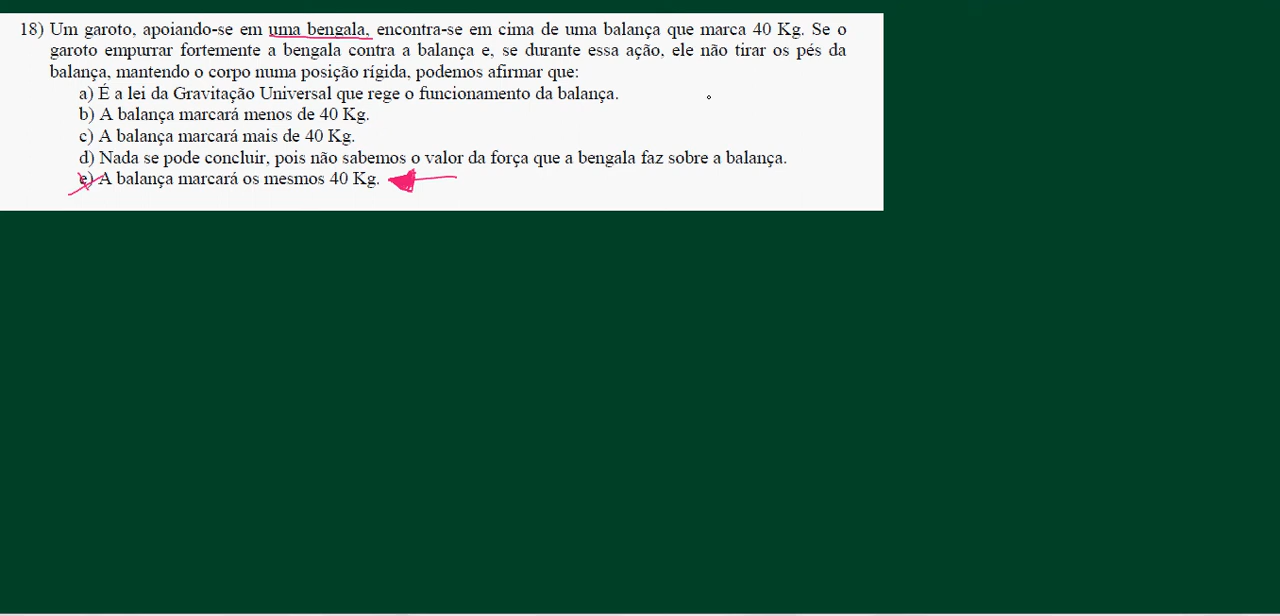 18) Um garoto, apoiando-se em uma bengala, encontra-se em cima de uma balança que marca 40 Kg. Se o
garoto empurrar fortemente a bengala contra a balança e, se durante essa ação, ele não tirar os pés da
balança, mantendo o corpo numa posição rígida, podemos afirmar que:
a) É a lei da Gravitação Universal que rege o funcionamento da balança.
b) A balança marcará menos de 40 Kg.
c) A balança marcará mais de 40 Kg.
d) Nada se pode concluir, pois não sabemos o valor da força que a bengala faz sobre a balança.
e) A balança marcará os mesmos 40 Kg.